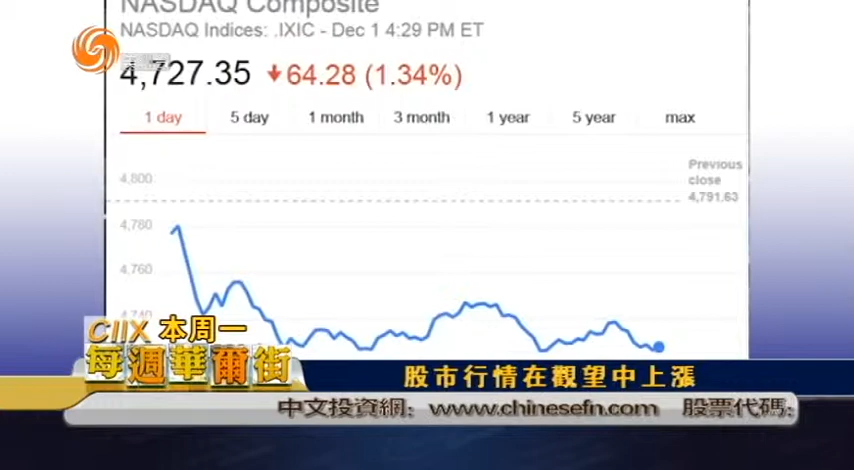 NASDAQ Composite
NASDAQ Indices: .IXIC - Dec 1 4:29 PM ET
4,727.35 64.28 (1.34%)
1 day 5 day 1 month 3 month 1 year 5 year max
Previous
close
4,791.63
4,800
4,780
4,760
4,740
CIIX 本周一
每週華爾街
股市行情在觀望中上漲
中文投資網: www.chinesefn.com 股票代碼: